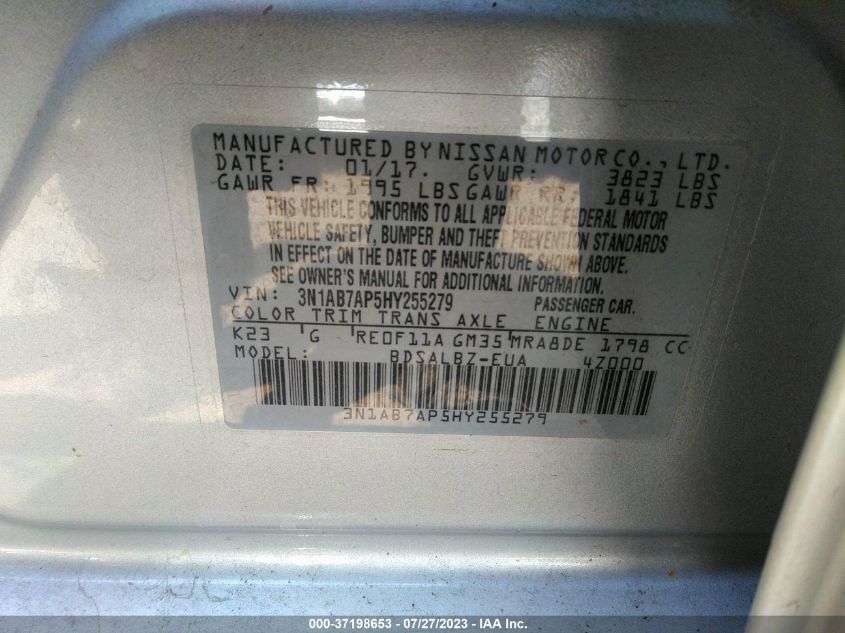 MANUFACTURED BY NISSAN MOTOR CO., LTD.
DATE: 01/17. GVWR: 3823 LBS
GAWR FR: 1995 LBS GAWR RR: 1841 LBS
THIS VEHICLE CONFORMS TO ALL APPLICABLE FEDERAL MOTOR
VEHICLE SAFETY, BUMPER AND THEFT PREVENTION STANDARDS
IN EFFECT ON THE DATE OF MANUFACTURE SHOWN ABOVE.
SEE OWNER'S MANUAL FOR ADDITIONAL INFORMATION.
VIN: 3N1AB7AP5HY255279 PASSENGER CAR.
COLOR TRIM TRANS AXLE ENGINE
K23 G RE0F11A GM35 MRA8DE 1798 CC
MODEL: BDSALBZ-EUA 4Z000
3N1AB7AP5HY255279
000-37198653 - 07/27/2023 - IAA Inc.